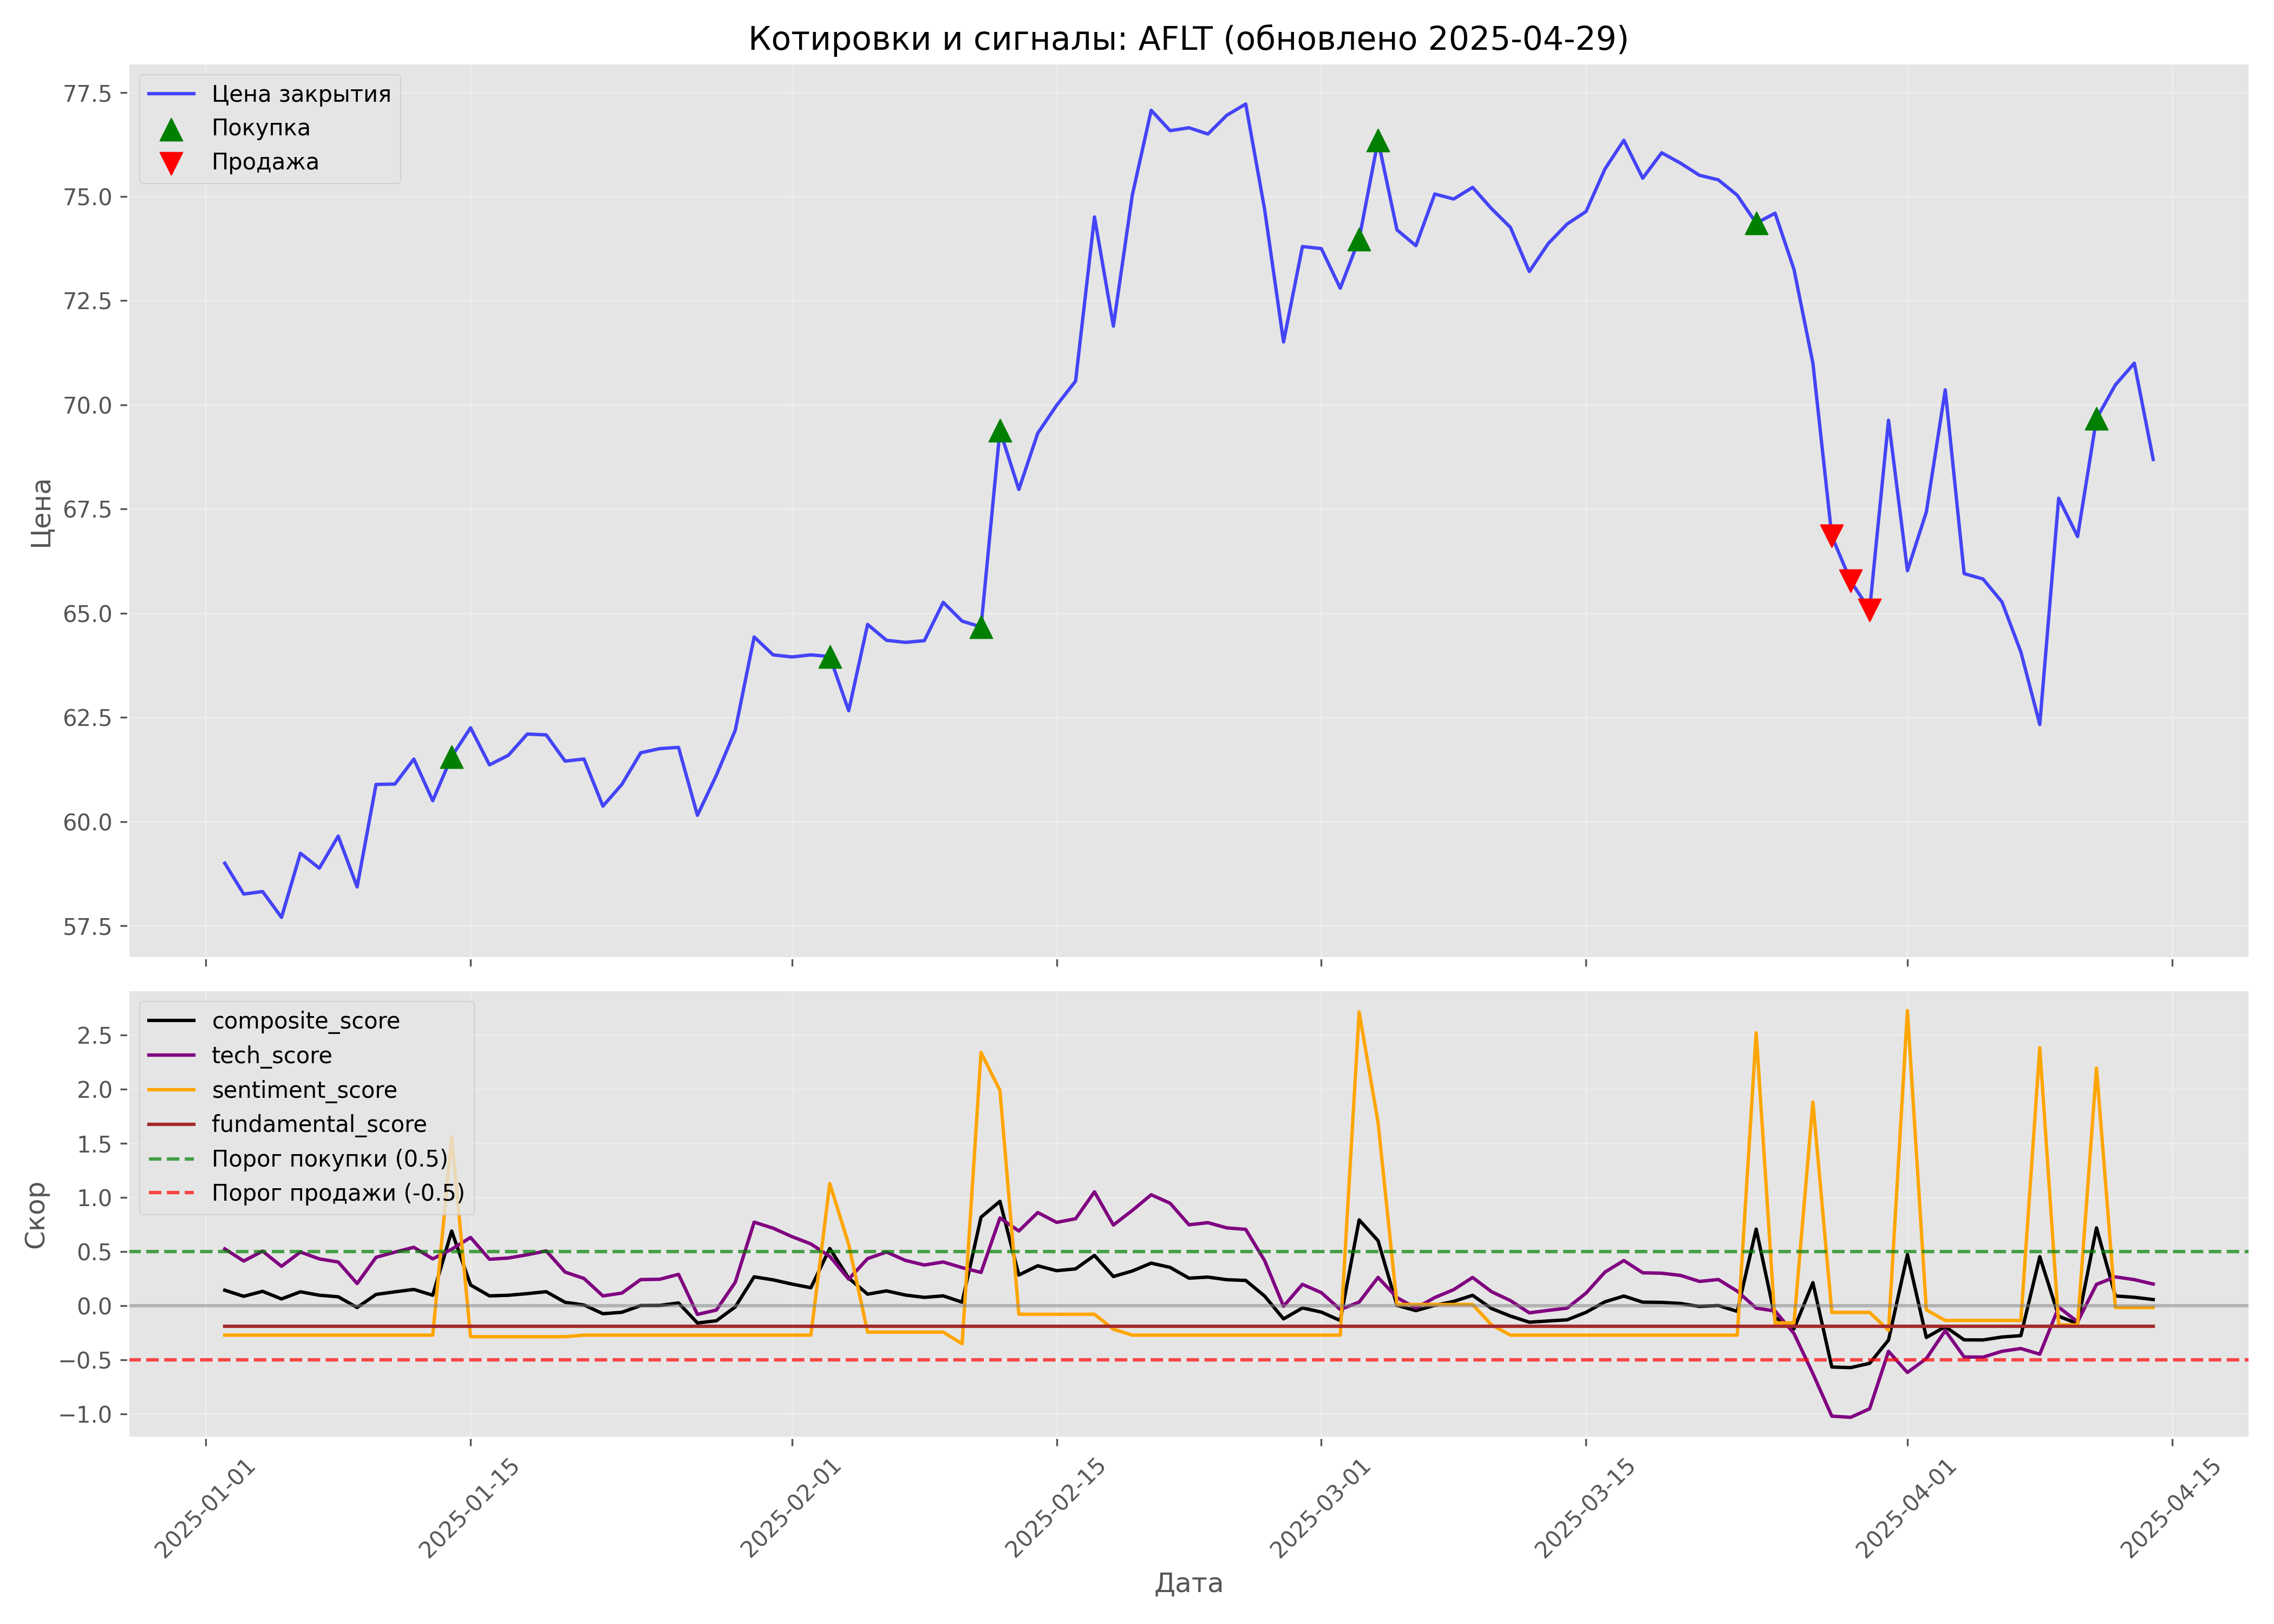 Котировки и сигналы: AFLT (обновлено 2025-04-29)
Цена закрытия
Покупка
Продажа
77.5
75.0
72.5
70.0
67.5
65.0
62.5
60.0
57.5
Цена
composite_score
tech_score
sentiment_score
fundamental_score
Порог покупки (0.5)
Порог продажи (-0.5)
2.5
2.0
1.5
1.0
0.5
0.0
−0.5
−1.0
Скор
2025-01-01
2025-01-15
2025-02-01
2025-02-15
2025-03-01
2025-03-15
2025-04-01
2025-04-15
Дата